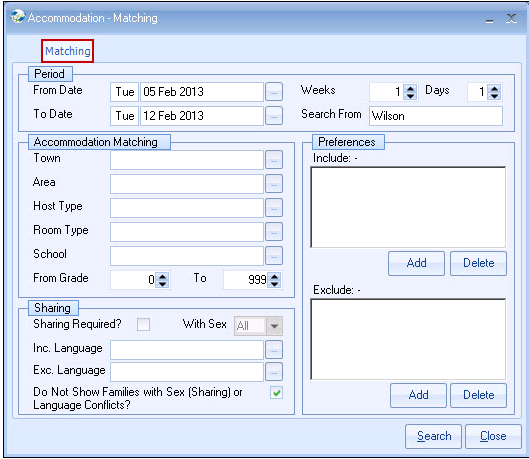 Accommodation - Matching
Matching
Period
From Date Tue 05 Feb 2013 ... Weeks 1 Days 1
To Date Tue 12 Feb 2013 ... Search From Wilson
Accommodation Matching
Town ...
Area ...
Host Type ...
Room Type ...
School ...
From Grade 0 To 999
Sharing
Sharing Required? With Sex All
Inc. Language ...
Exc. Language ...
Do Not Show Families with Sex (Sharing) or
Language Conflicts?
Preferences
Include: -
Add Delete
Exclude: -
Add Delete
Search Close